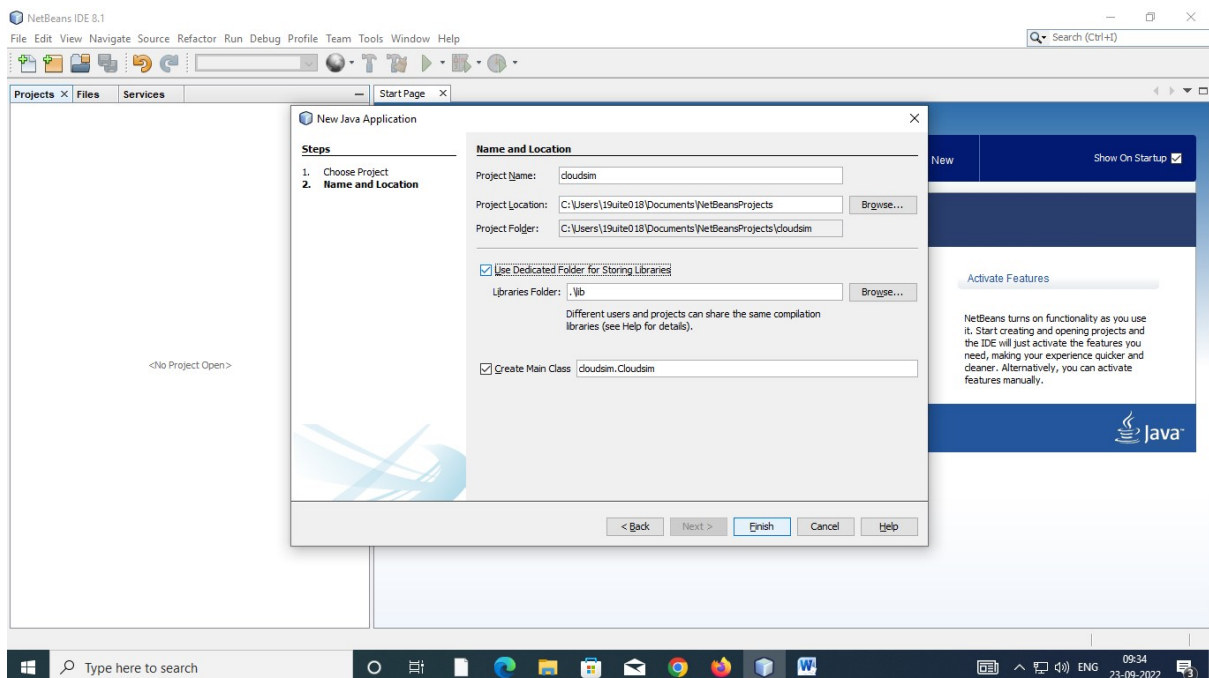 NetBeans IDE 8.1
File Edit View Navigate Source Refactor Run Debug Profile Team Tools Window Help
Search (Ctrl+I)
Projects Files Services
Start Page
<No Project Open>
New Java Application
Steps
1. Choose Project
2. Name and Location
Name and Location
Project Name: cloudsim
Project Location: C:\Users\19uite018\Documents\NetBeansProjects Browse...
Project Folder: C:\Users\19uite018\Documents\NetBeansProjects\cloudsim
Use Dedicated Folder for Storing Libraries
Libraries Folder: .\lib Browse...
Different users and projects can share the same compilation
libraries (see Help for details).
Create Main Class cloudsim.Cloudsim
< Back Next > Finish Cancel Help
New
Show On Startup
Activate Features
NetBeans turns on functionality as you use
it. Start creating and opening projects and
the IDE will just activate the features you
need, making your experience quicker and
cleaner. Alternatively, you can activate
features manually.
Java
Type here to search
ENG
09:34
23-09-2022
3